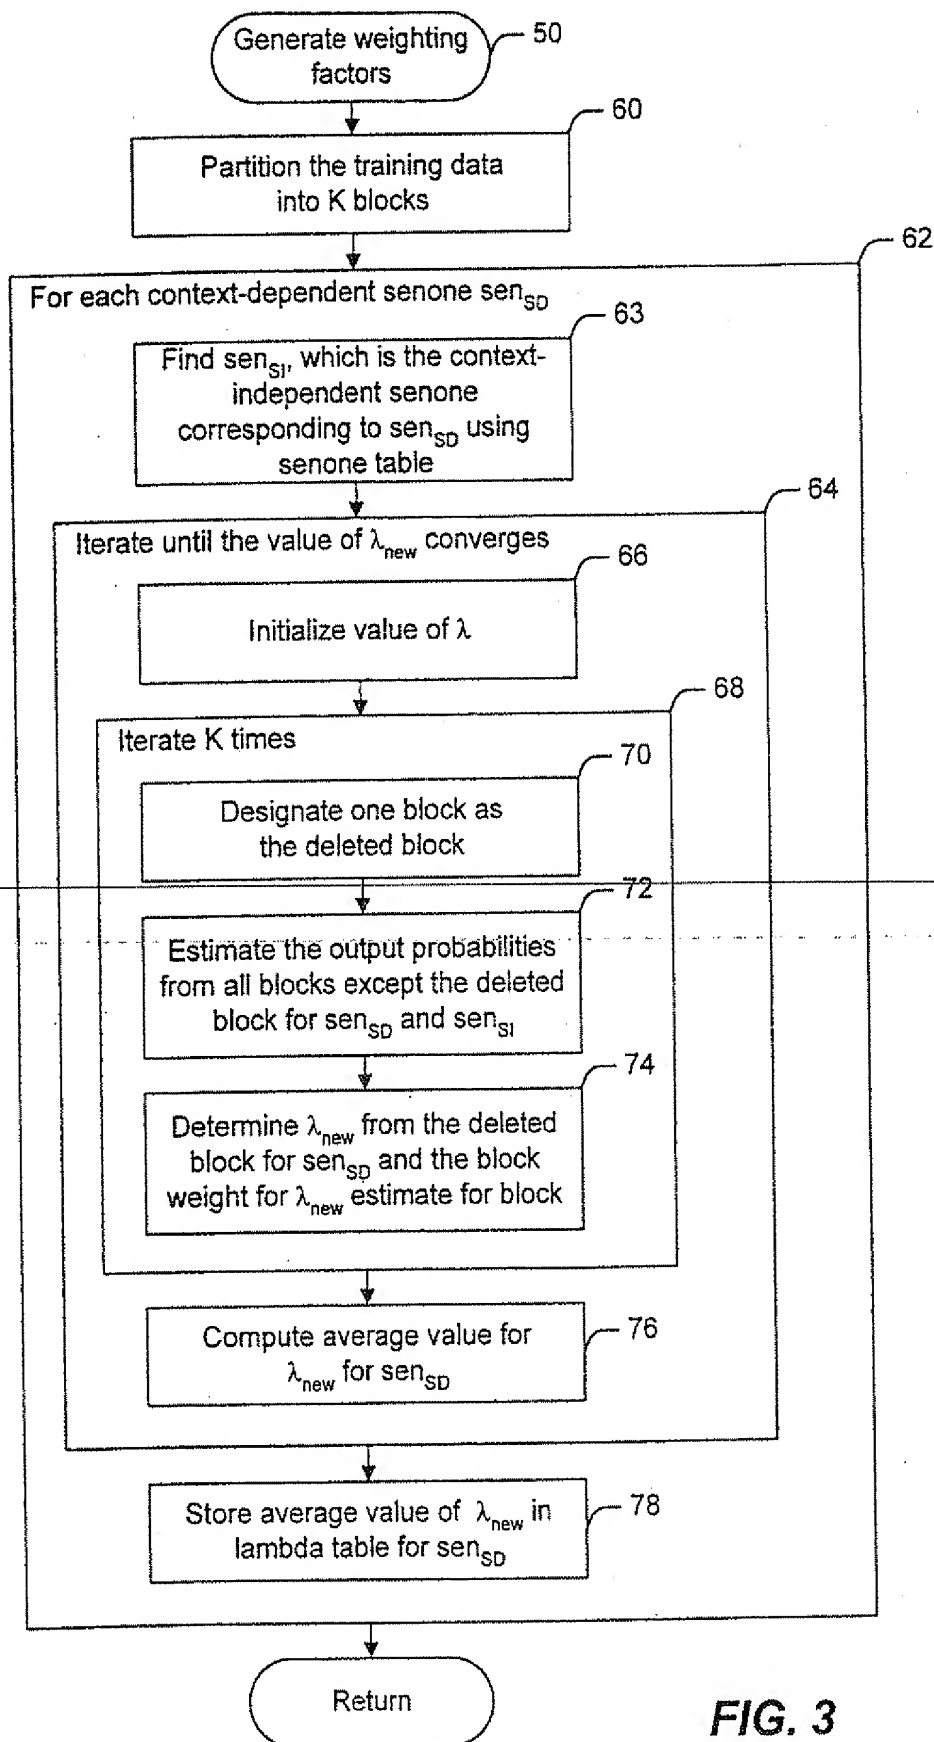 Generate weighting
factors
50
60
Partition the training data
into K blocks
62
For each context-dependent senone sen_SD
63
Find sen_SI, which is the context-
independent senone
corresponding to sen_SD using
senone table
64
Iterate until the value of λ_new converges
66
Initialize value of λ
68
Iterate K times
70
Designate one block as
the deleted block
72
Estimate the output probabilities
from all blocks except the deleted
block for sen_SD and sen_SI
74
Determine λ_new from the deleted
block for sen_SD and the block
weight for λ_new estimate for block
76
Compute average value for
λ_new for sen_SD
78
Store average value of λ_new in
lambda table for sen_SD
Return
FIG. 3